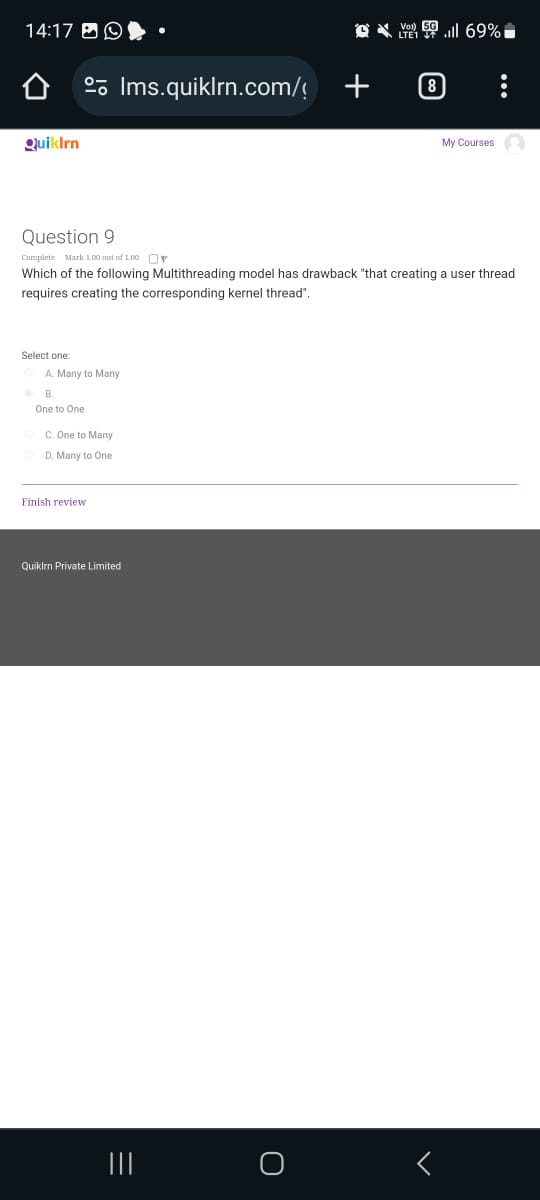 14:17
Vo)) LTE1 5G 69%
lms.quiklrn.com/
8
Quiklrn
My Courses
Question 9
Complete Mark 1.00 out of 1.00
Which of the following Multithreading model has drawback "that creating a user thread
requires creating the corresponding kernel thread".
Select one:
A. Many to Many
B.
One to One
C. One to Many
D. Many to One
Finish review
Quiklrn Private Limited